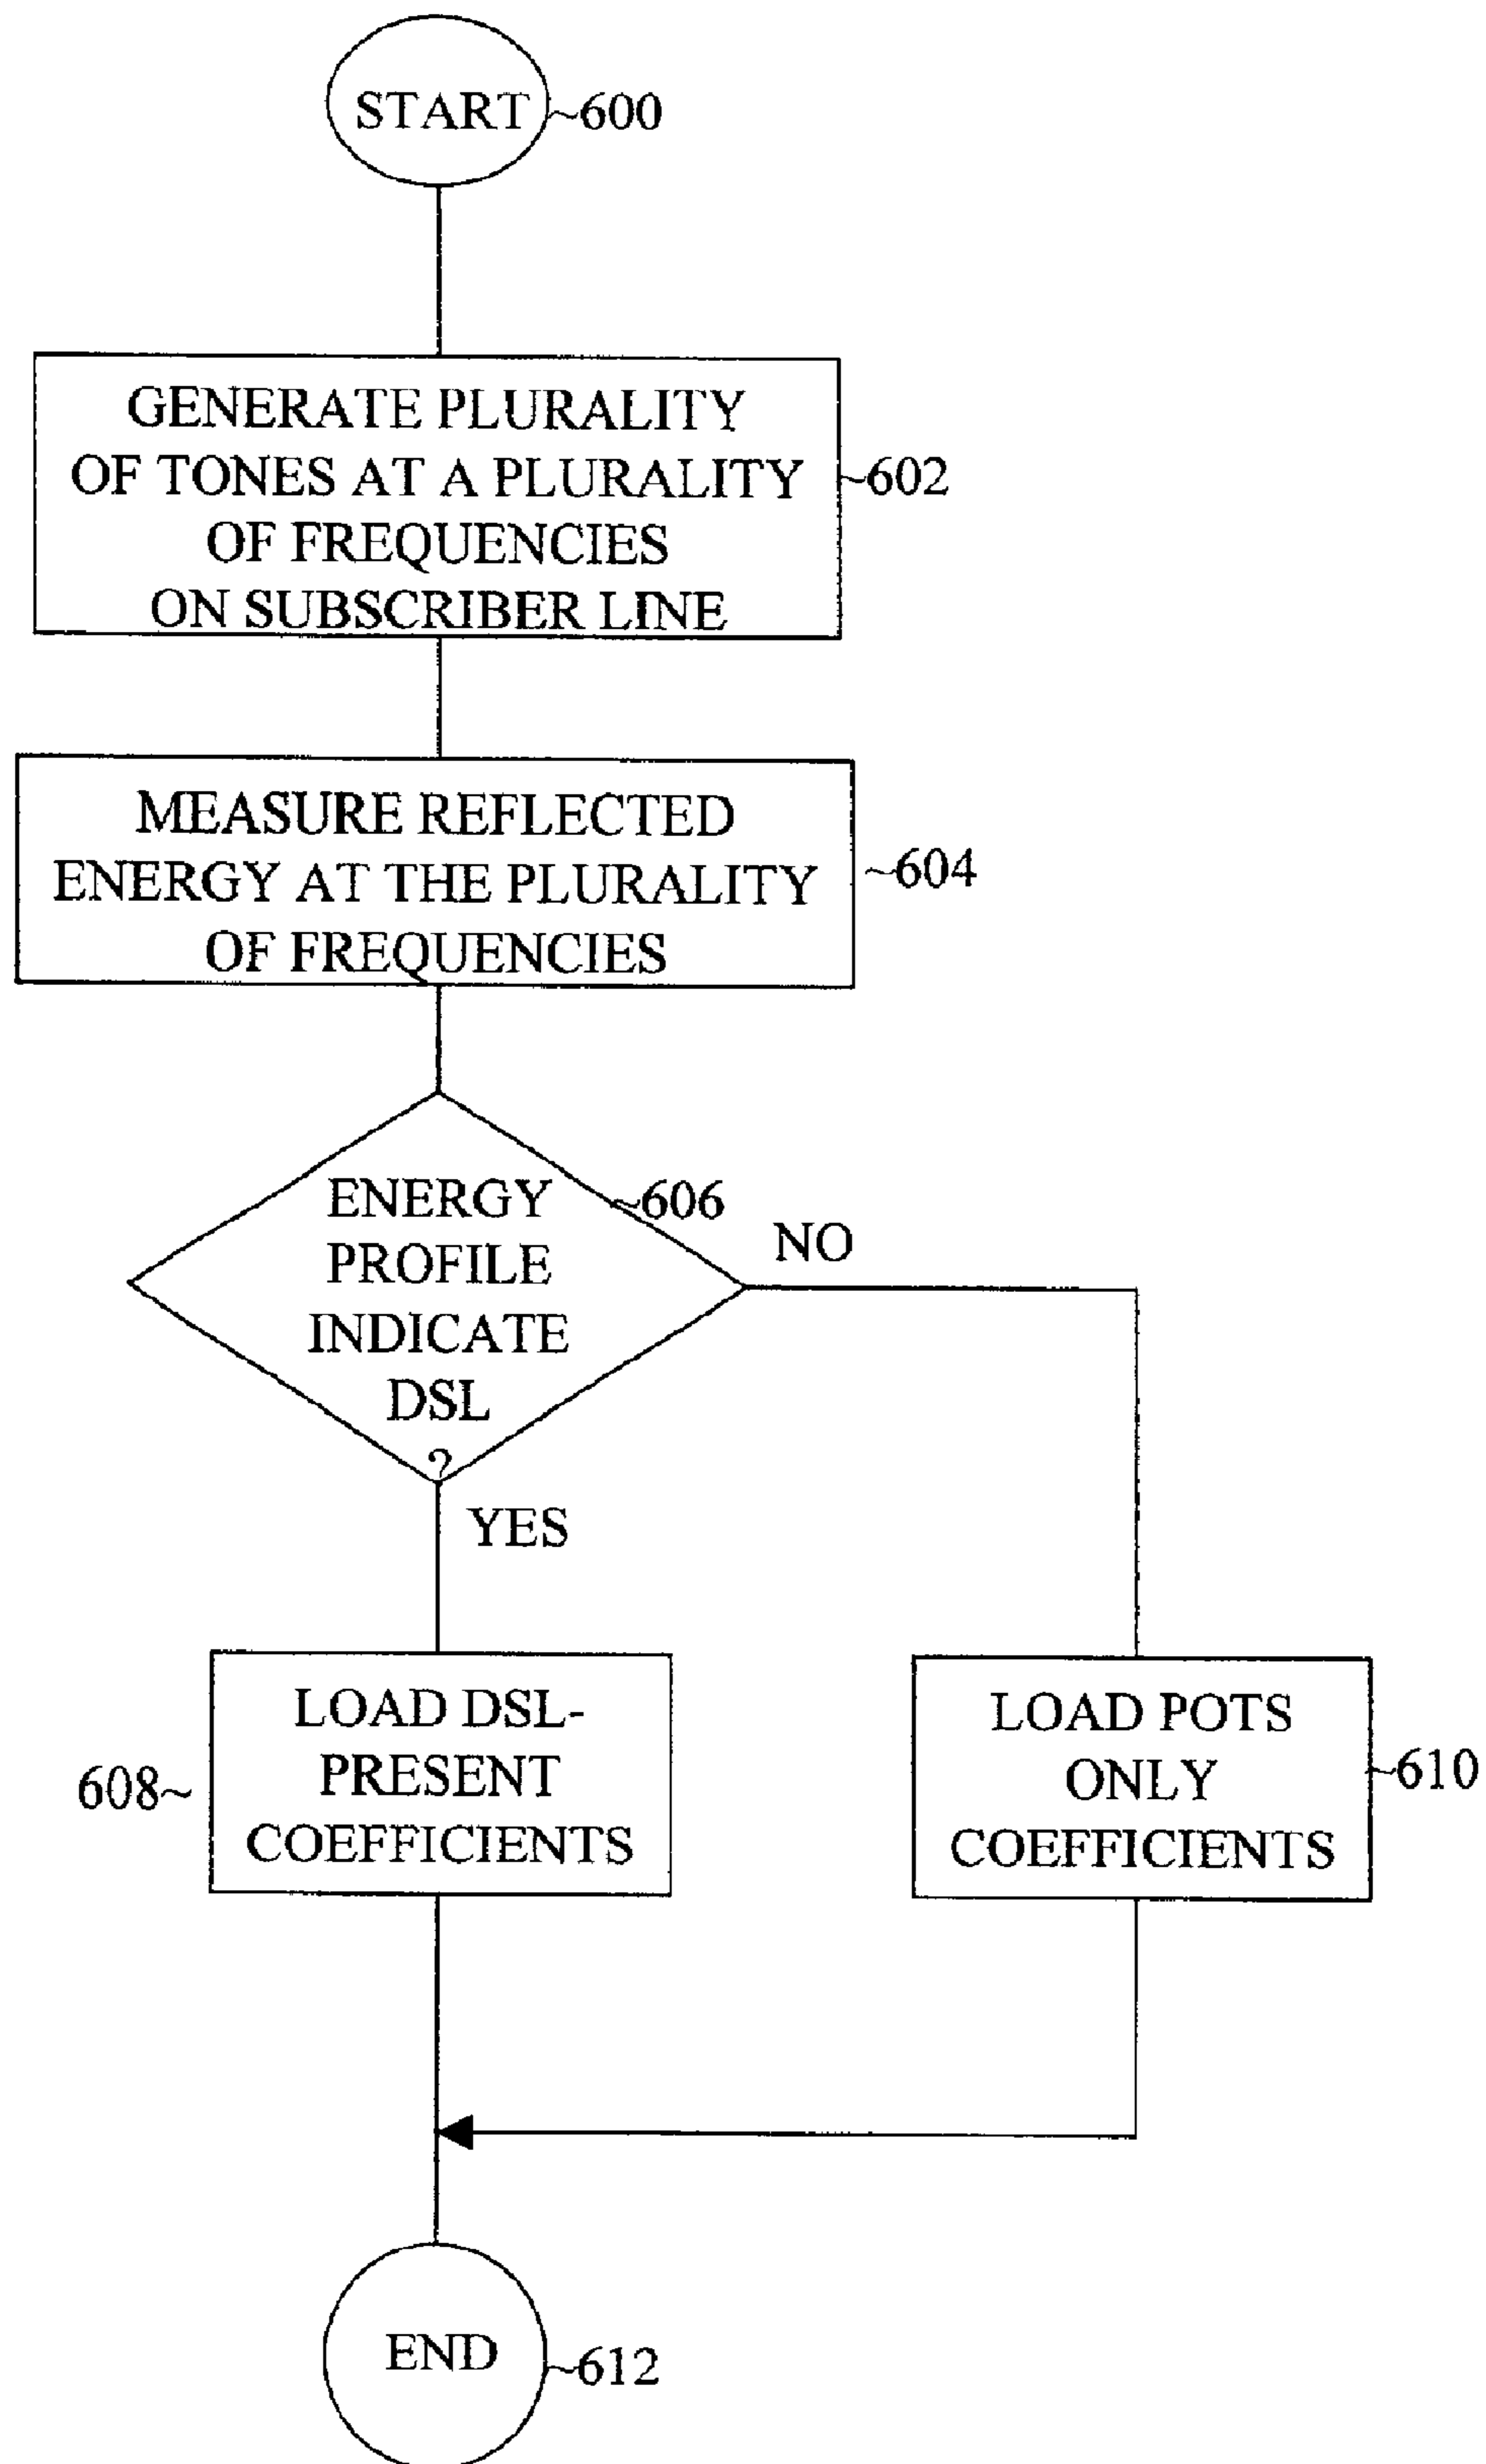 START ~600
GENERATE PLURALITY
OF TONES AT A PLURALITY
OF FREQUENCIES
ON SUBSCRIBER LINE
~602
MEASURE REFLECTED
ENERGY AT THE PLURALITY
OF FREQUENCIES
~604
ENERGY
PROFILE
INDICATE
DSL
?
~606
NO
YES
LOAD DSL-
PRESENT
COEFFICIENTS
608~
LOAD POTS
ONLY
COEFFICIENTS
~610
END ~612